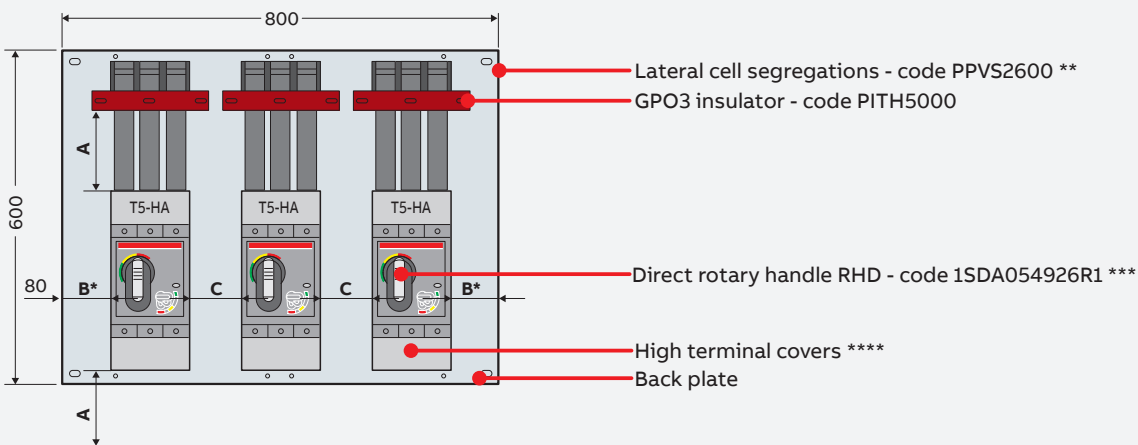 800
Lateral cell segregations - code PPVS2600 **
GPO3 insulator - code PITH5000
A
600
T5-HA T5-HA T5-HA
Direct rotary handle RHD - code 1SDA054926R1 ***
80 B* C C B*
High terminal covers ****
Back plate
A